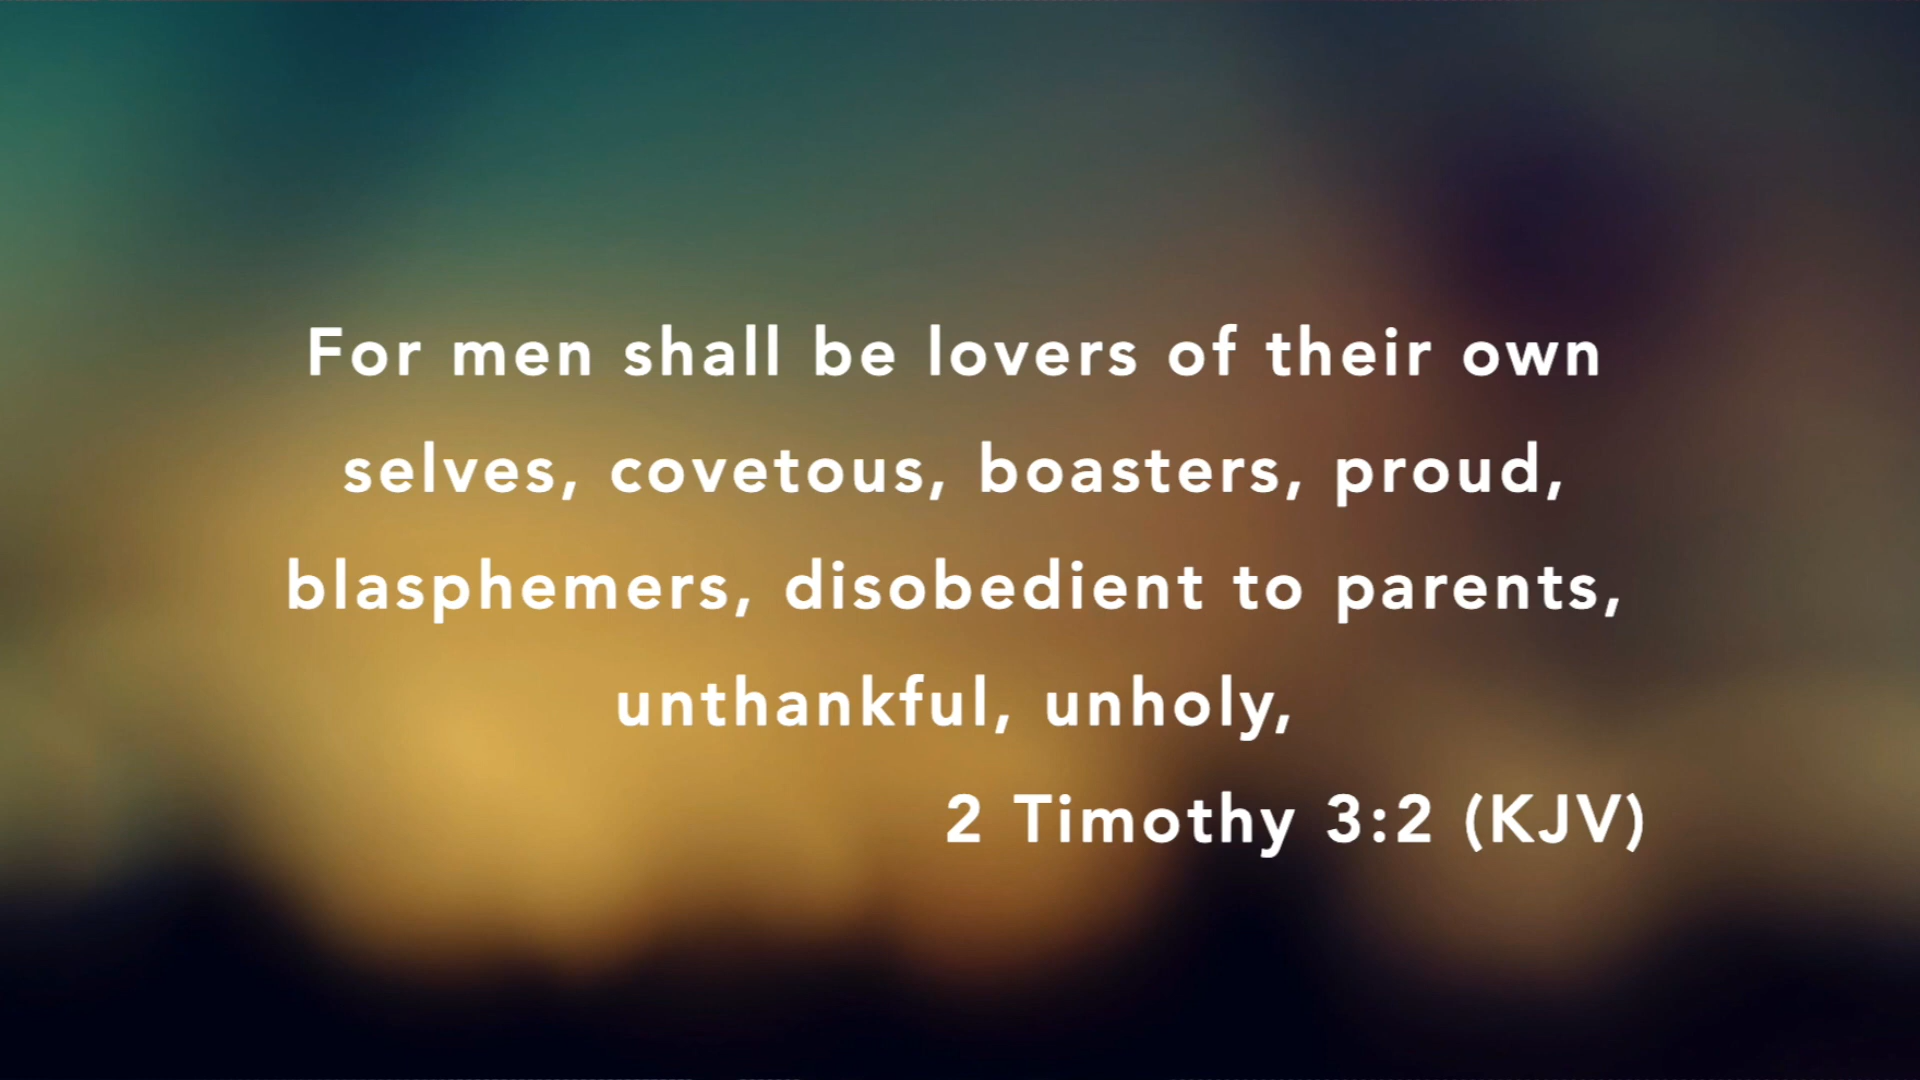 For men shall be lovers of their own
selves, covetous, boasters, proud,
blasphemers, disobedient to parents,
unthankful, unholy,
2 Timothy 3:2 (KJV)